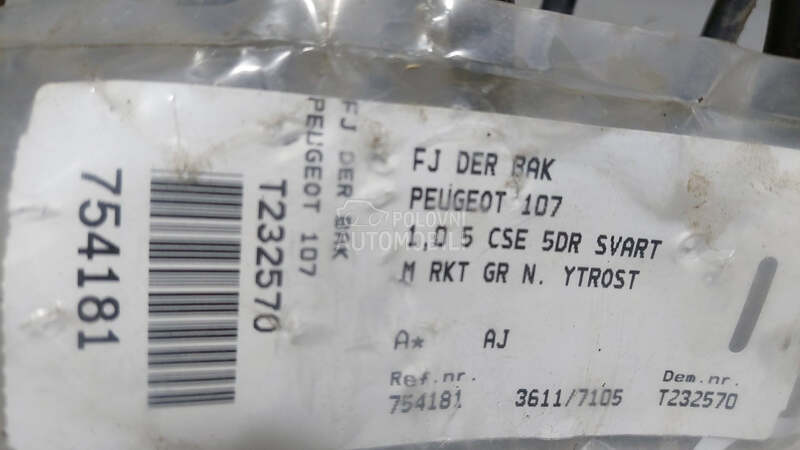 FJ DER BAK
PEUGEOT 107
1,0 5 CSE 5DR SVART
M RKT GR N. YTROST
A* AJ
Ref.nr. Dem.nr.
754181 3611/7105 T232570
FJ DER BAK
PEUGEOT 107
T232570
754181
POLOVNI
AUTOMOBILI